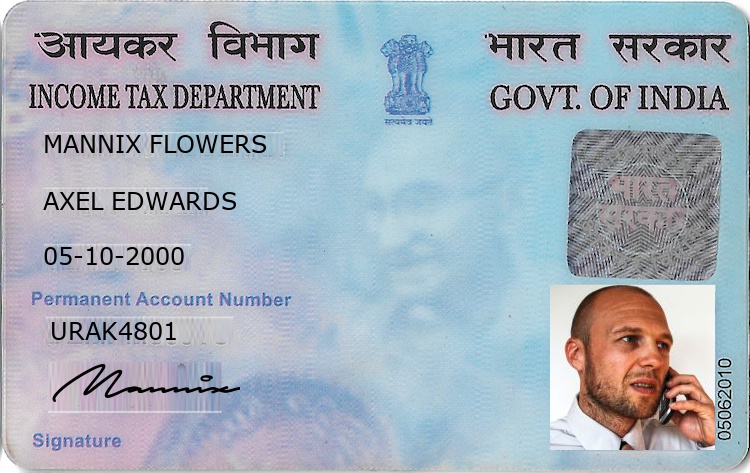 आयकर विभाग
भारत सरकार
INCOME TAX DEPARTMENT
GOVT. OF INDIA
सत्यमेव जयते
MANNIX FLOWERS
AXEL EDWARDS
05-10-2000
भारत
सरकार
Permanent Account Number
URAK4801
Mannix
Signature
05062010